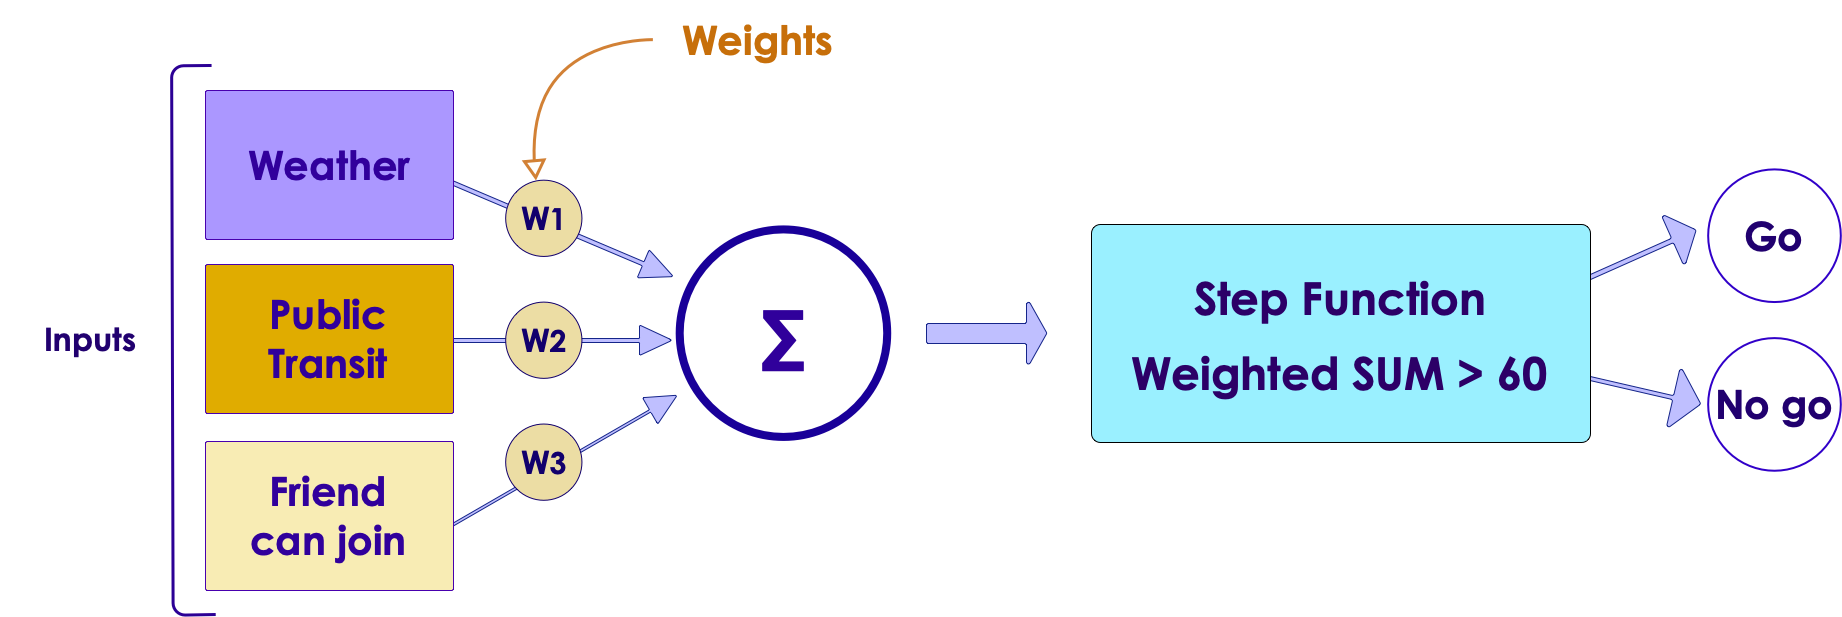 Weights
Inputs
Weather
Public
Transit
Friend
can join
W1
W2
W3
Σ
Step Function
Weighted SUM > 60
Go
No go